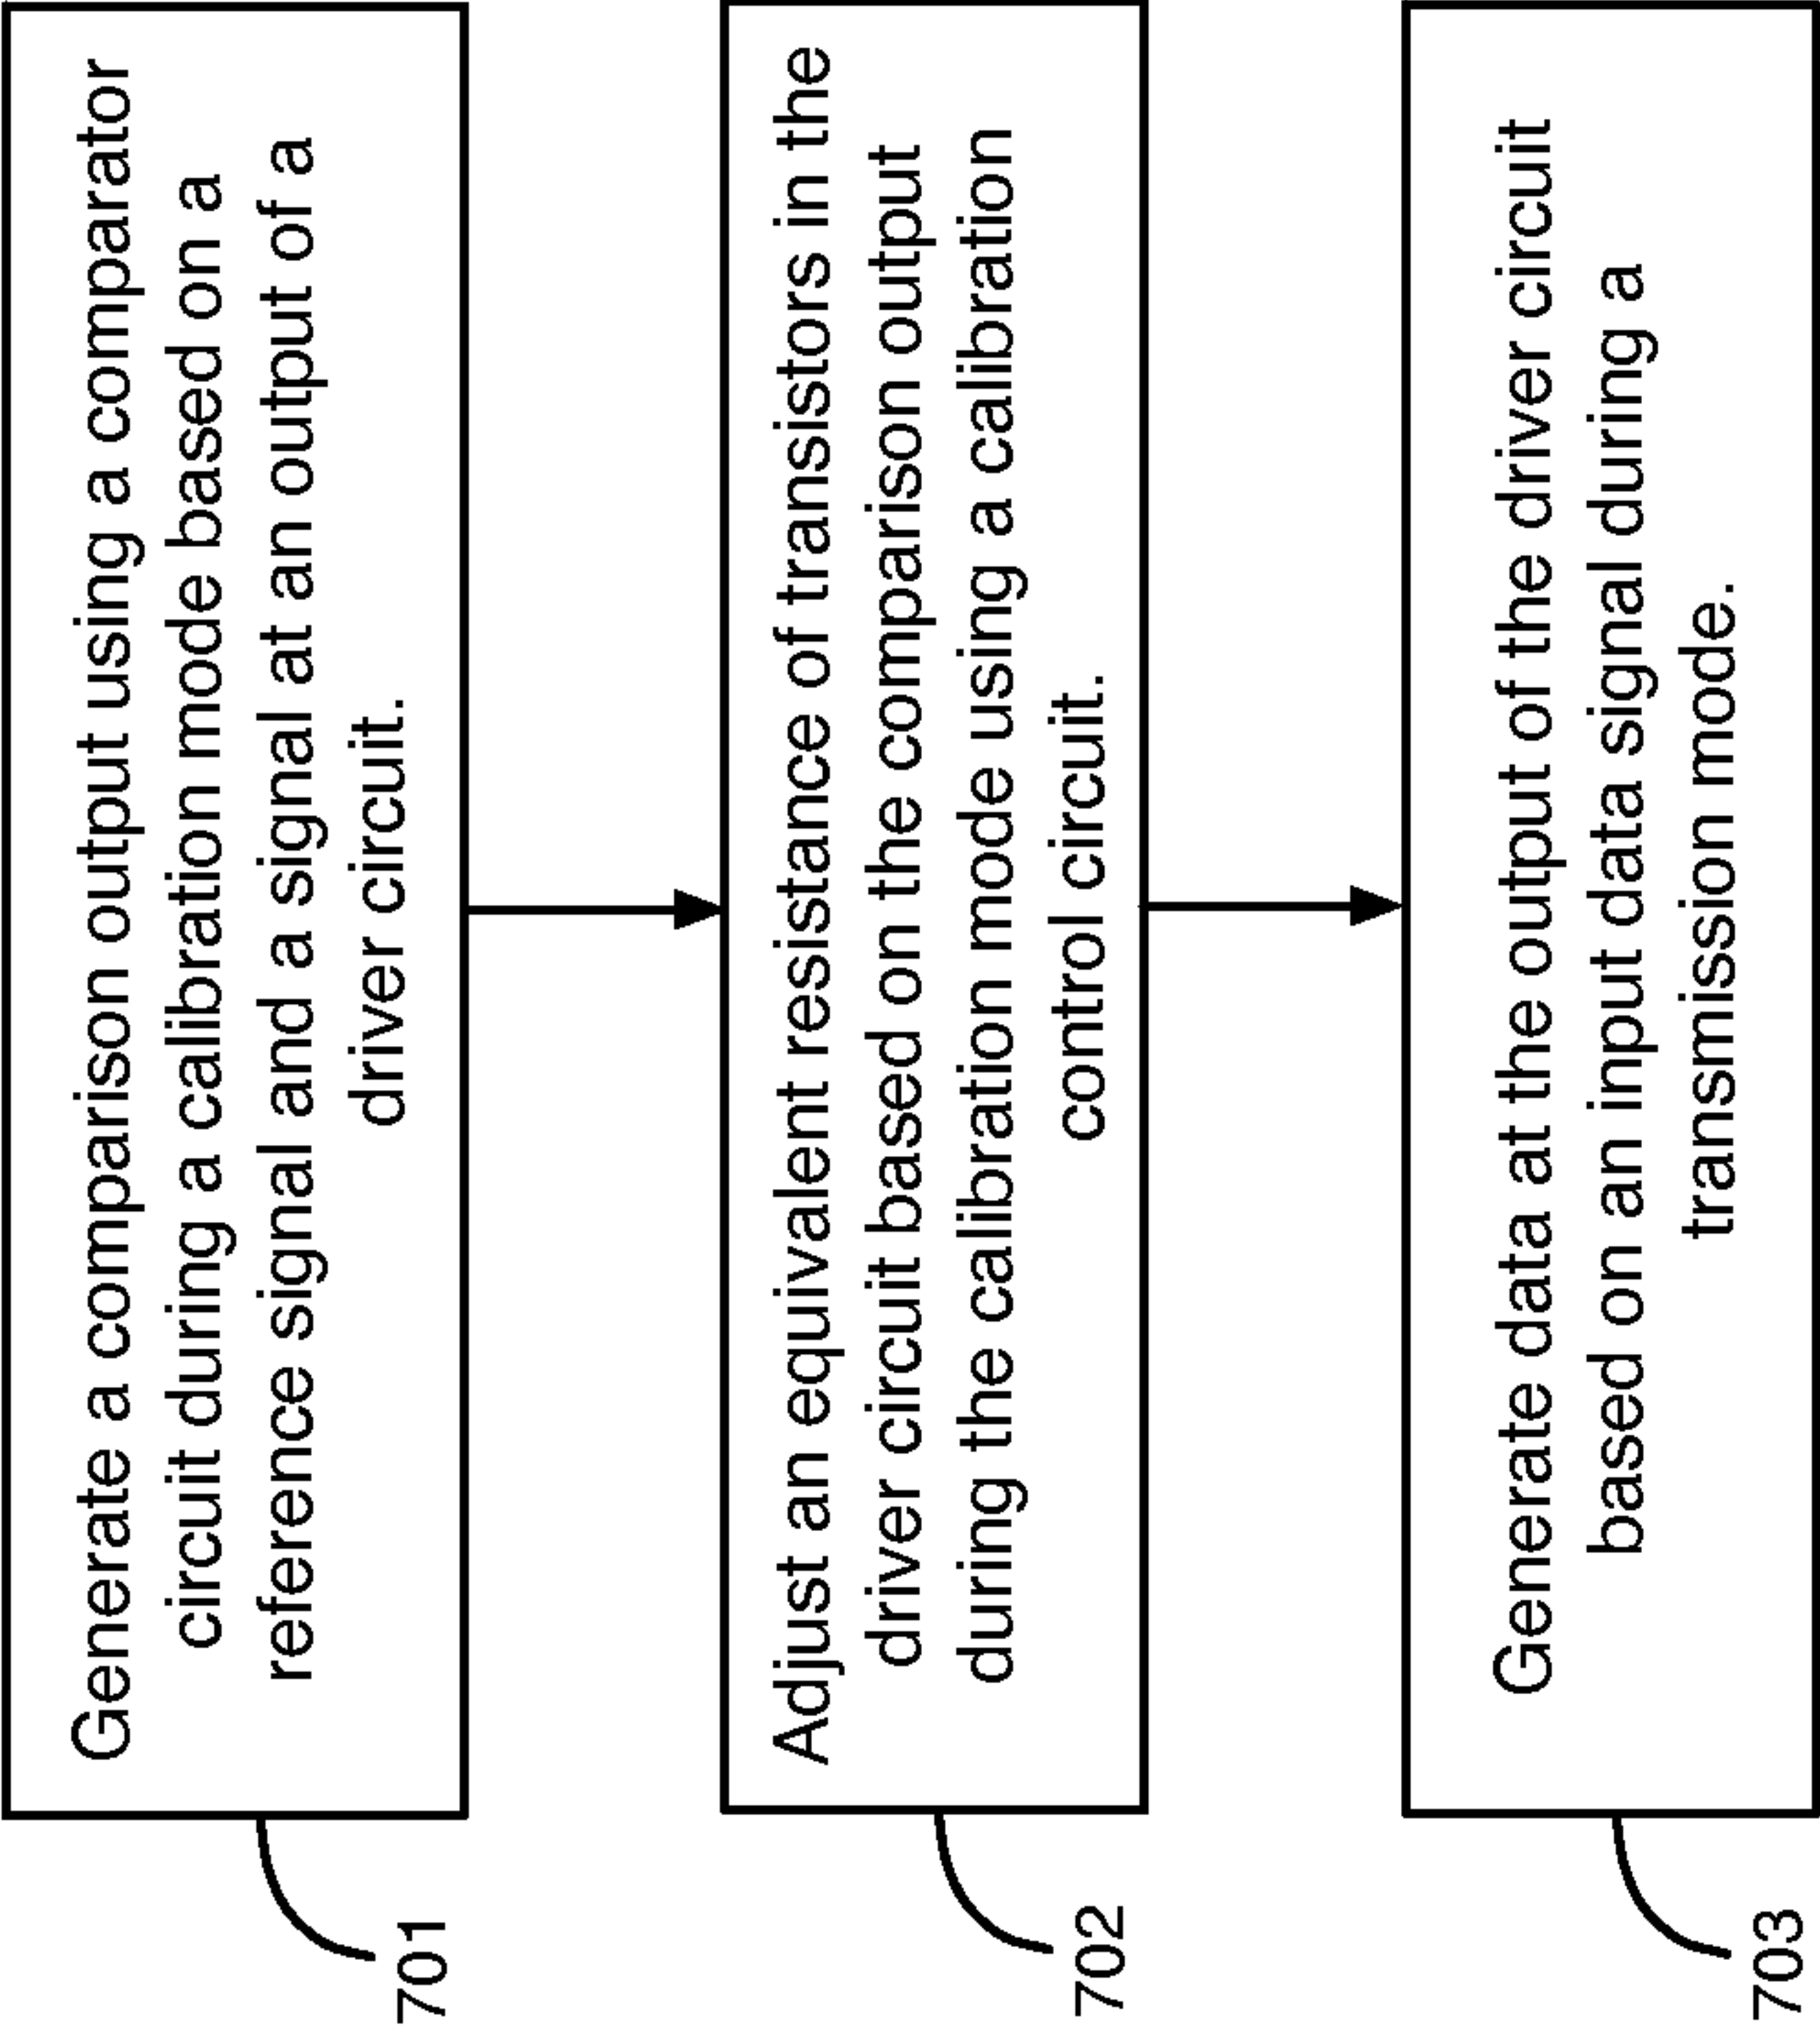 Generate a comparison output using a comparator
circuit during a calibration mode based on a
reference signal and a signal at an output of a
driver circuit.
701
Adjust an equivalent resistance of transistors in the
driver circuit based on the comparison output
during the calibration mode using a calibration
control circuit.
702
Generate data at the output of the driver circuit
based on an input data signal during a
transmission mode.
703